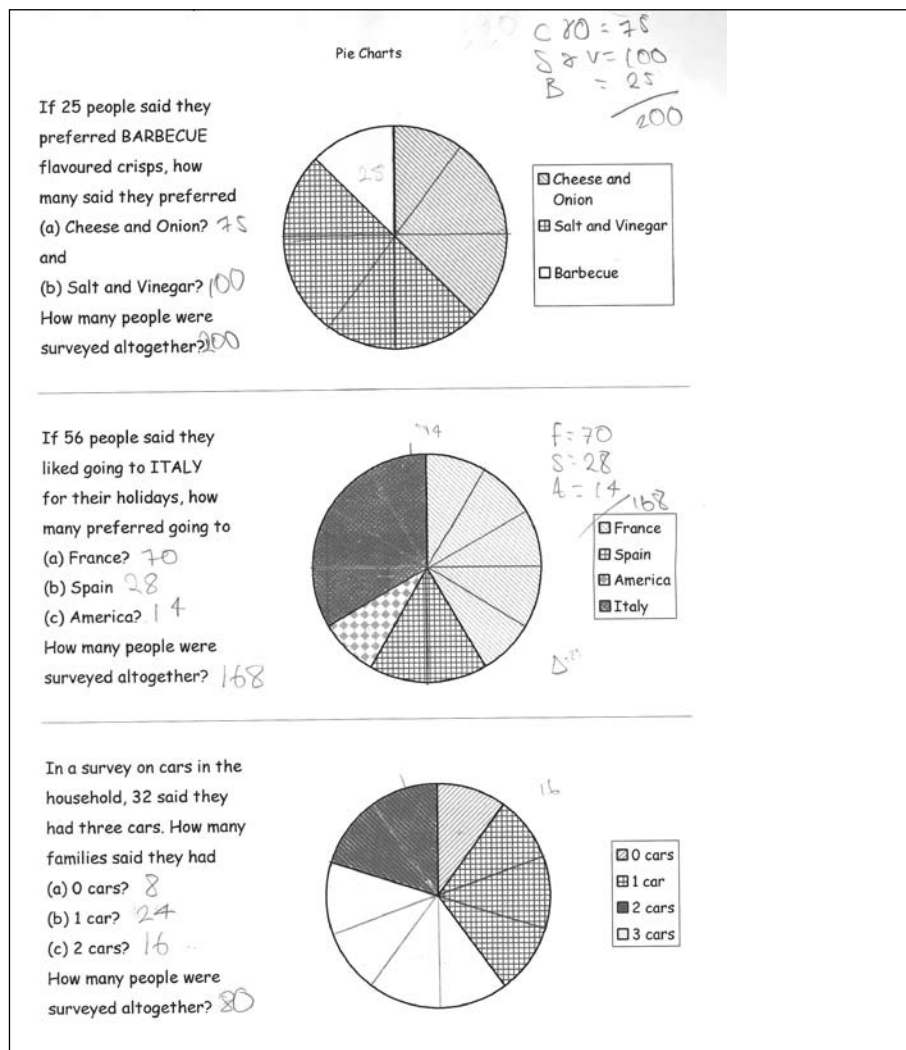 Pie Charts
C & O = 75
S & V = 100
B = 25
200
If 25 people said they
preferred BARBECUE
flavoured crisps, how
many said they preferred
(a) Cheese and Onion? 75
and
(b) Salt and Vinegar? 100
How many people were
surveyed altogether? 200
25
Cheese and
Onion
Salt and Vinegar
Barbecue
If 56 people said they
liked going to ITALY
for their holidays, how
many preferred going to
(a) France? 70
(b) Spain 28
(c) America? 14
How many people were
surveyed altogether? 168
14
F = 70
S = 28
A = 14
168
France
Spain
America
Italy
In a survey on cars in the
household, 32 said they
had three cars. How many
families said they had
(a) 0 cars? 8
(b) 1 car? 24
(c) 2 cars? 16
How many people were
surveyed altogether? 80
16
0 cars
1 car
2 cars
3 cars